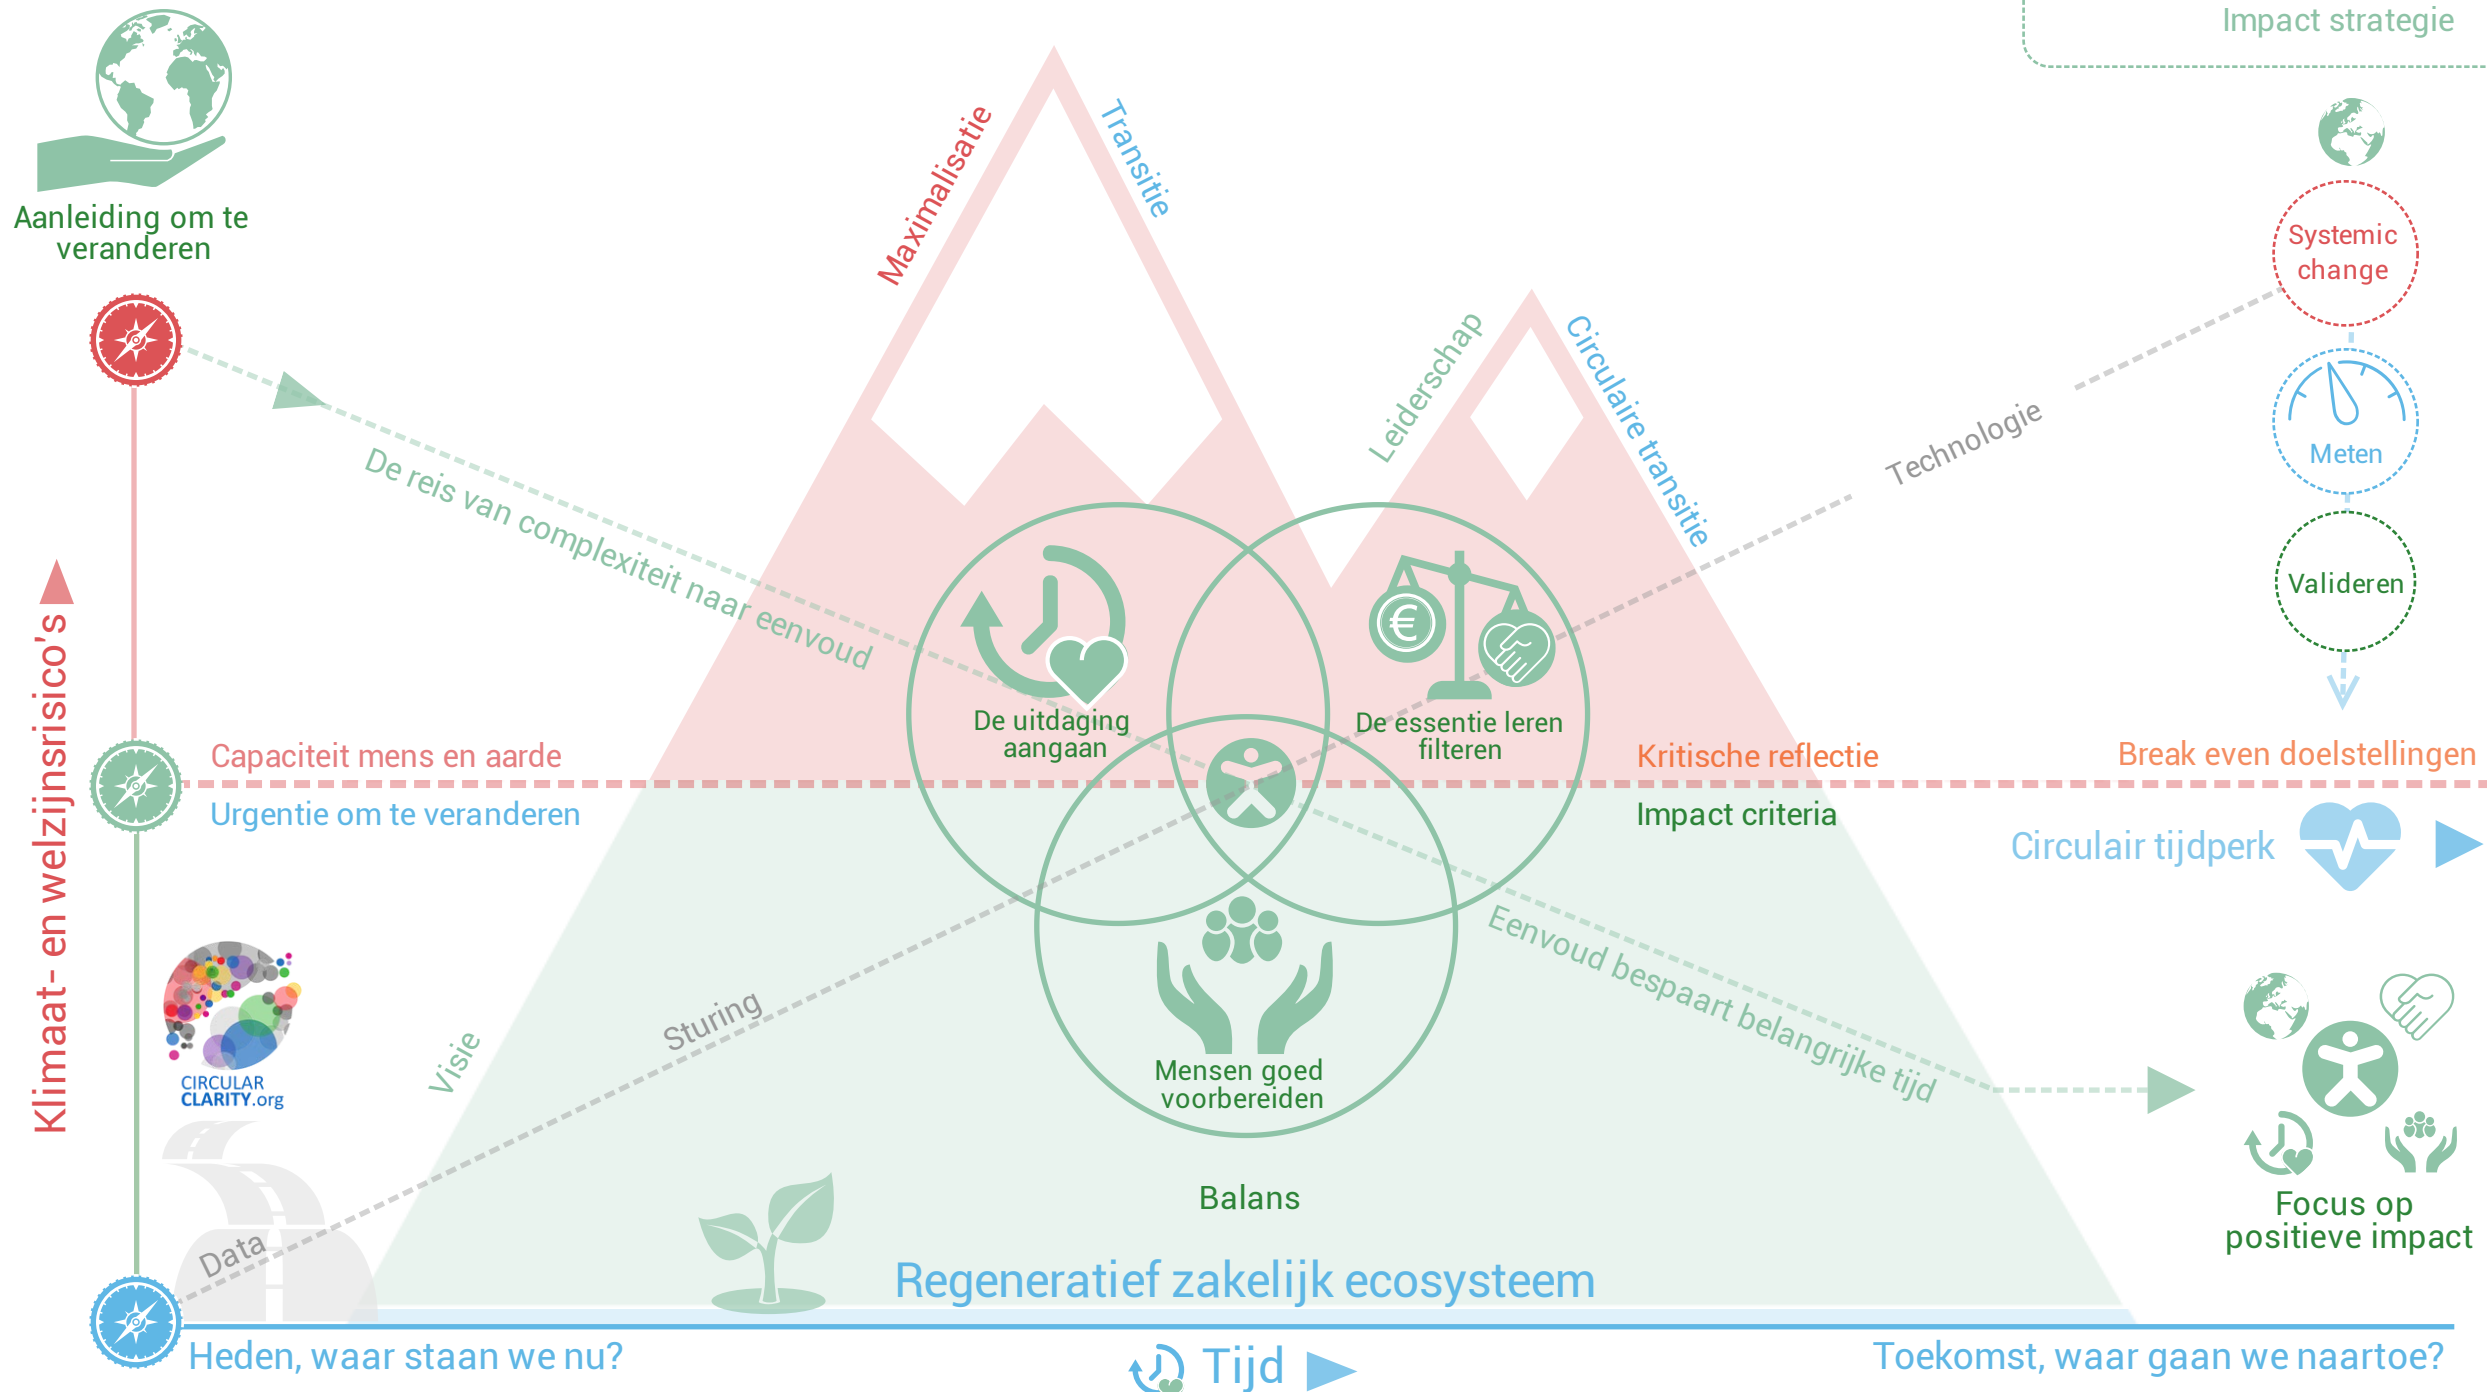 Impact strategie
Aanleiding om te
veranderen
Maximalisatie
Transitie
Leiderschap
Circulaire transitie
Systemic
change
Technologie
Meten
De reis van complexiteit naar eenvoud
Valideren
Klimaat- en welzijnsrisico's
€
De uitdaging
aangaan
De essentie leren
filteren
Capaciteit mens en aarde
Kritische reflectie
Break even doelstellingen
Urgentie om te veranderen
Impact criteria
Circulair tijdperk
Eenvoud bespaart belangrijke tijd
Sturing
Visie
CIRCULAR
CLARITY.org
Mensen goed
voorbereiden
Balans
Focus op
positieve impact
Data
Regeneratief zakelijk ecosysteem
Heden, waar staan we nu?
Tijd
Toekomst, waar gaan we naartoe?